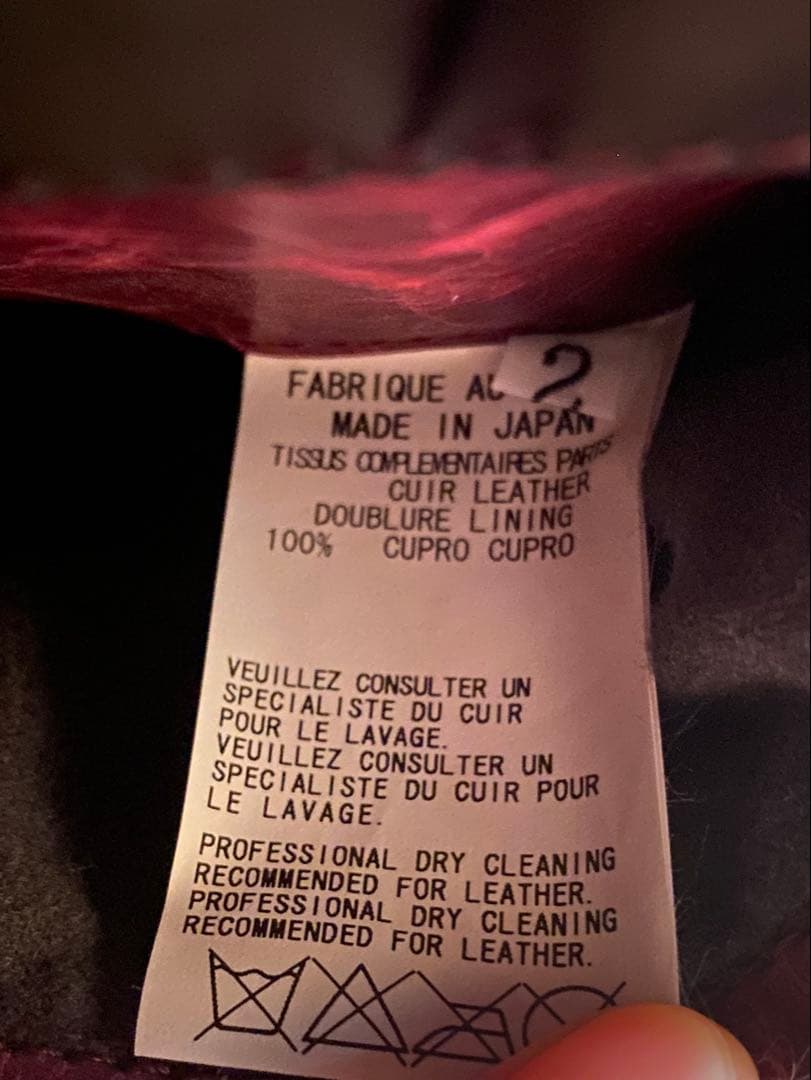 2
FABRIQUE AU
MADE IN JAPAN
TISSUS COMPLEMENTAIRES PARTS
CUIR LEATHER
DOUBLURE LINING
100% CUPRO CUPRO
VEUILLEZ CONSULTER UN
SPECIALISTE DU CUIR
POUR LE LAVAGE.
VEUILLEZ CONSULTER UN
SPECIALISTE DU CUIR POUR
LE LAVAGE.
PROFESSIONAL DRY CLEANING
RECOMMENDED FOR LEATHER.
PROFESSIONAL DRY CLEANING
RECOMMENDED FOR LEATHER.